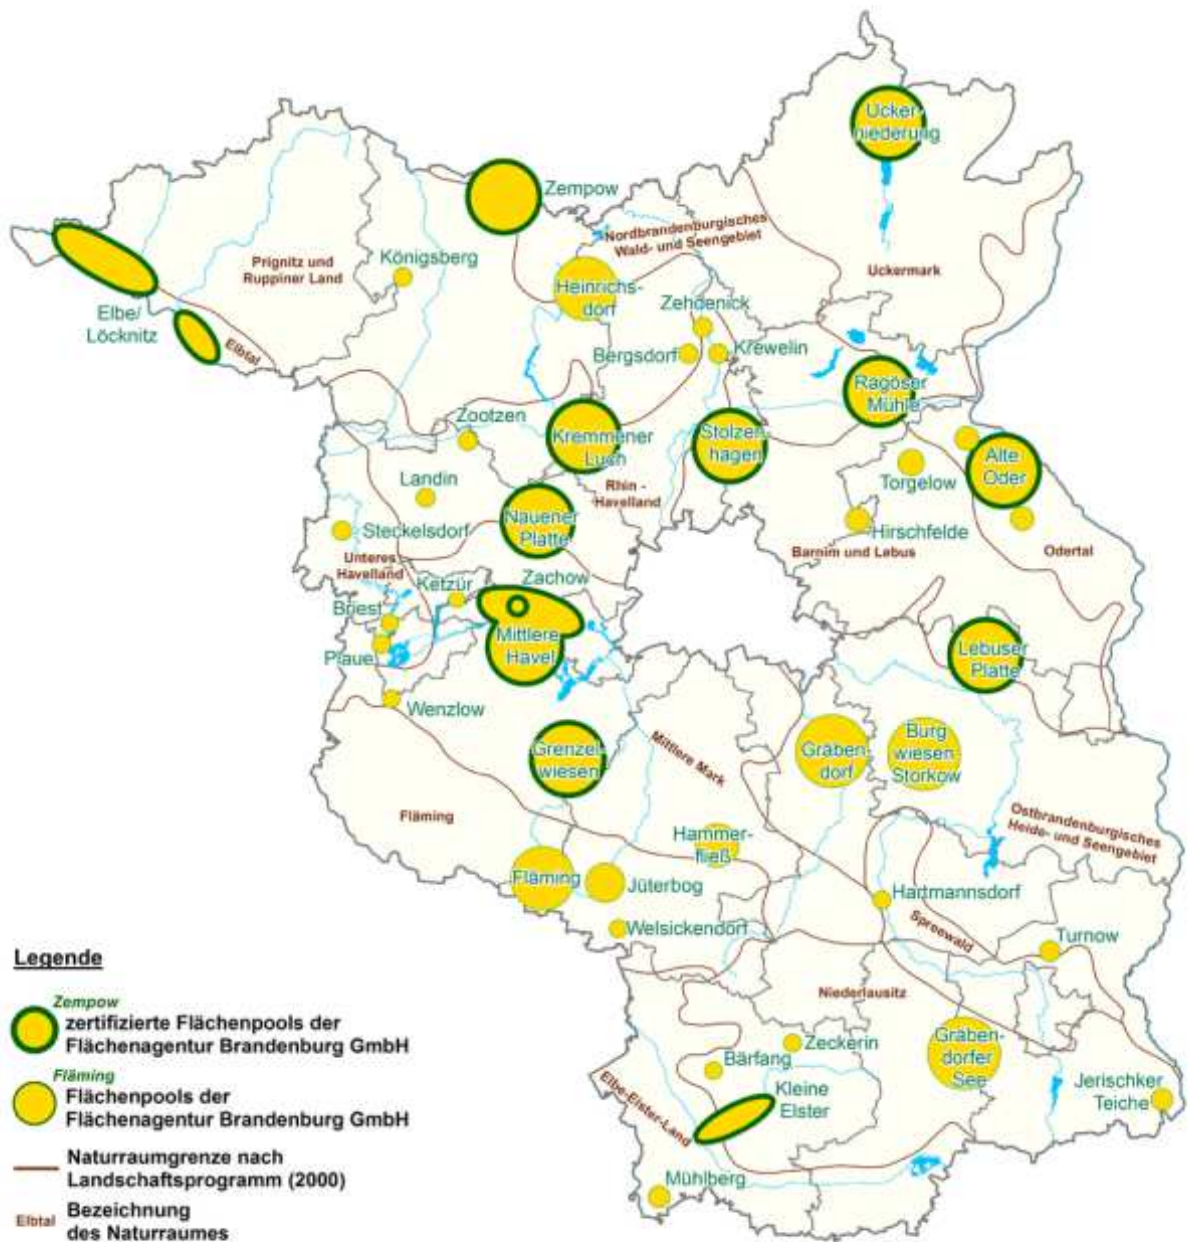 Ucker-
niederung
Zempow
Nordbrandenburgisches
Wald- und Seengebiet
Prignitz und
Ruppiner Land
Königsberg
Uckermark
Heinrichs-
dorf
Elbe/
Löcknitz
Elbtal
Zehdenick
Bergsdorf
Krewelin
Ragöser
Mühle
Zootzen
Kremmener
Luch
Stolzen-
hagen
Alte
Oder
Landin
Rhin -
Havelland
Torgelow
Nauener
Platte
Steckelsdorf
Hirschfelde
Barnim und Lebus
Odertal
Unteres
Havelland
Ketzür
Zachow
Briest
Mittlere
Havel
Plaue
Lebuser
Platte
Wenzlow
Grenzel-
wiesen
Mittlere Mark
Gräben-
dorf
Burg
wiesen
Storkow
Fläming
Ostbrandenburgisches
Heide- und Seengebiet
Hammer-
fließ
Fläming
Jüterbog
Hartmannsdorf
Welsickendorf
Spreewald
Turnow
Niederlausitz
Zeckerin
Gräben-
dorfer
See
Bärfang
Elbe-Elster-Land
Kleine
Elster
Jerischker
Teiche
Mühlberg
Legende
Zempow
zertifizierte Flächenpools der
Flächenagentur Brandenburg GmbH
Fläming
Flächenpools der
Flächenagentur Brandenburg GmbH
Naturraumgrenze nach
Landschaftsprogramm (2000)
Elbtal
Bezeichnung
des Naturraumes